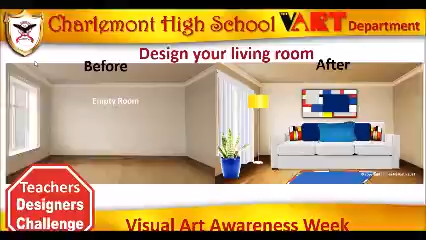 Charlemont High School VART Department
Design your living room
Before
After
Empty Room
Teachers
Designers
Challenge
Visual Art Awareness Week